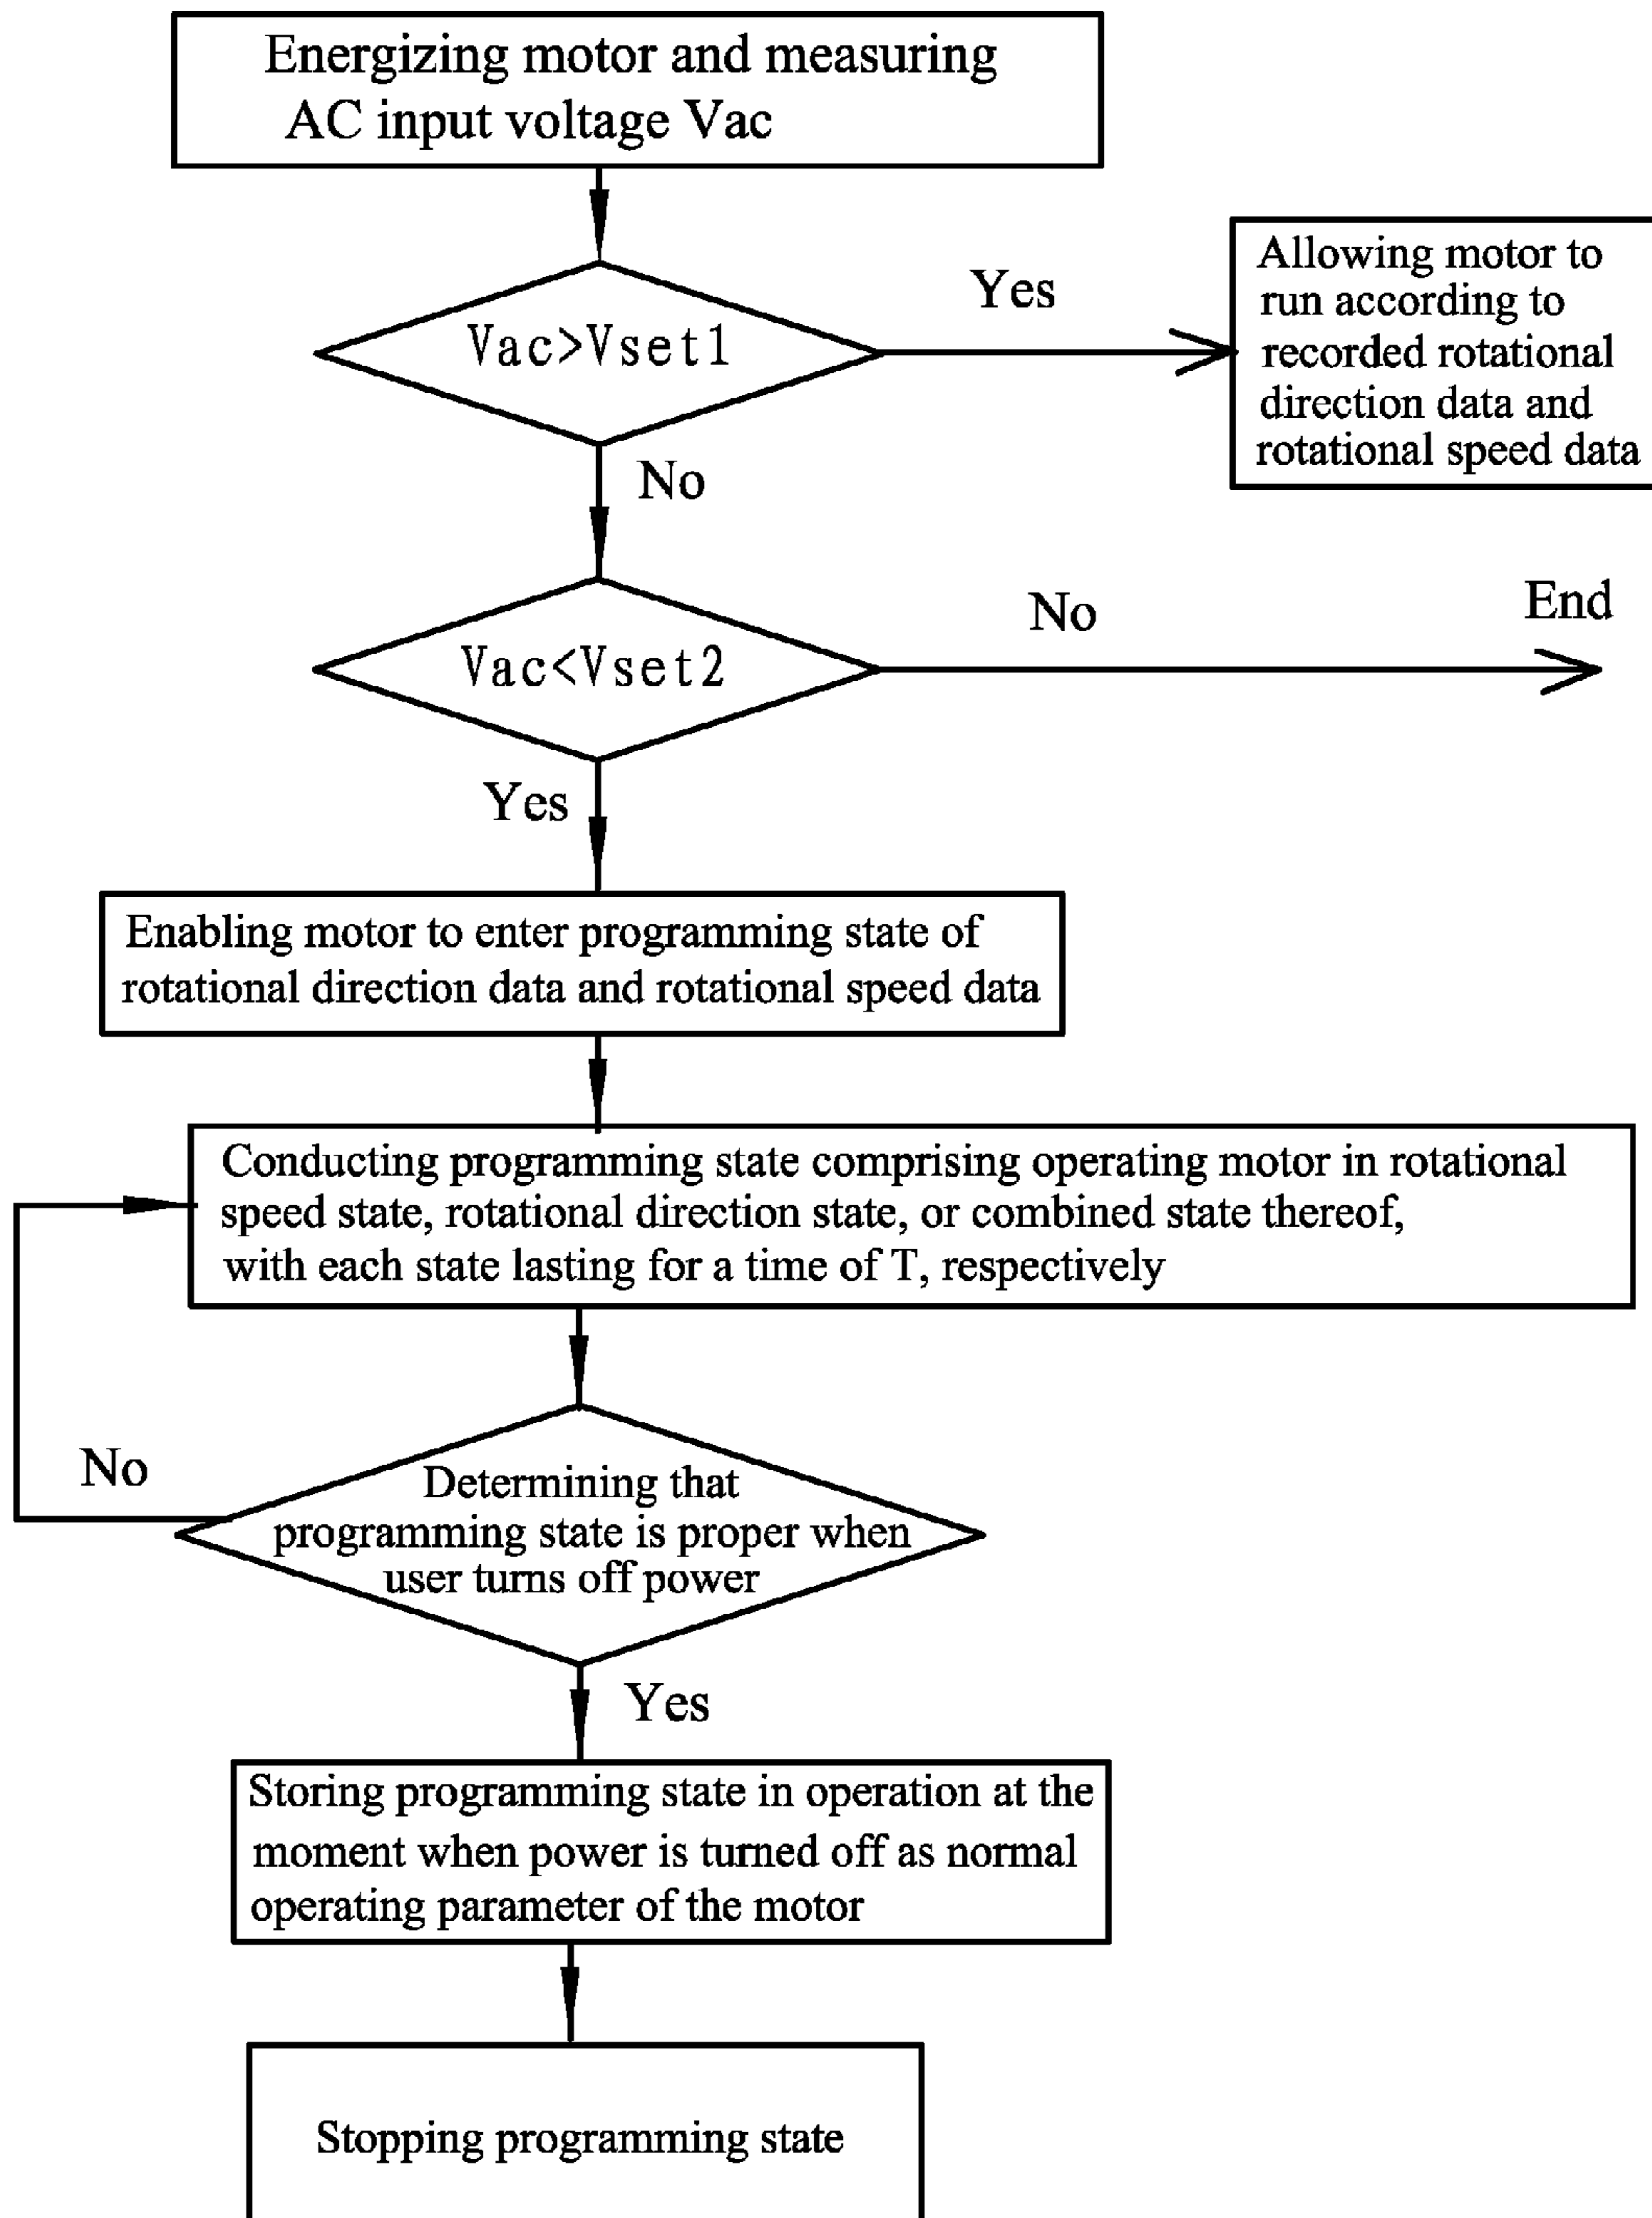 Energizing motor and measuring
AC input voltage Vac
Vac>Vset1
Yes
Allowing motor to
run according to
recorded rotational
direction data and
rotational speed data
No
Vac<Vset2
No
End
Yes
Enabling motor to enter programming state of
rotational direction data and rotational speed data
Conducting programming state comprising operating motor in rotational
speed state, rotational direction state, or combined state thereof,
with each state lasting for a time of T, respectively
No
Determining that
programming state is proper when
user turns off power
Yes
Storing programming state in operation at the
moment when power is turned off as normal
operating parameter of the motor
Stopping programming state